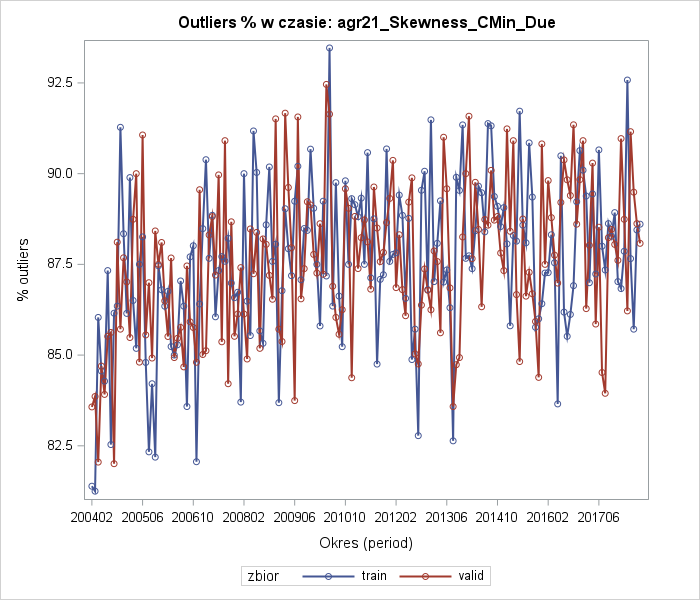 Outliers % w czasie: agr21_Skewness_CMin_Due
% outliers
92.5
90.0
87.5
85.0
82.5
200402 200506 200610 200802 200906 201010 201202 201306 201410 201602 201706
Okres (period)
zbior train valid